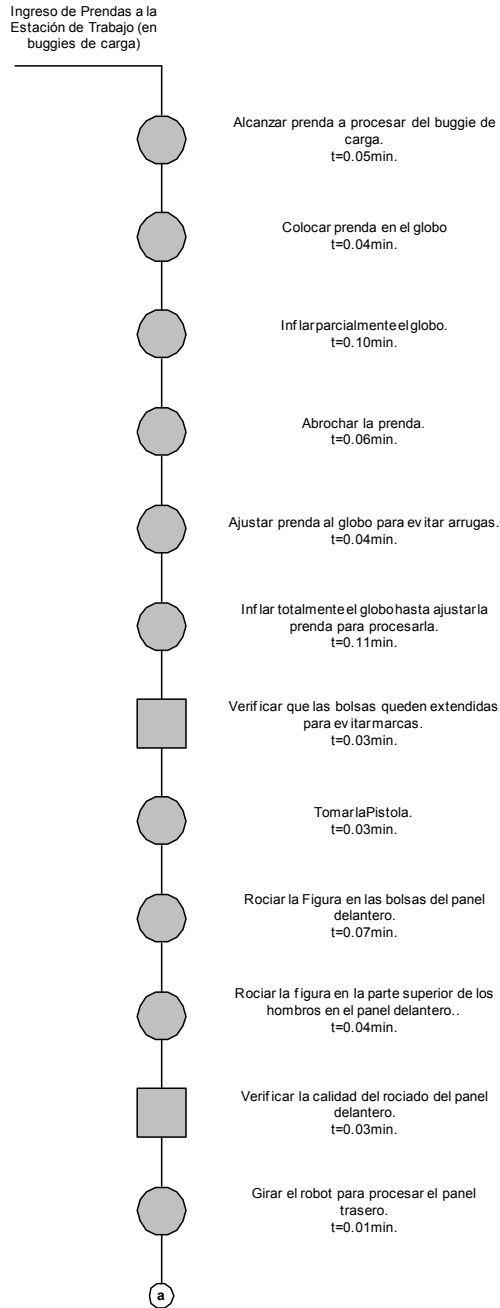 Ingreso de Prendas a la
Estación de Trabajo (en
buggies de carga)
Alcanzar prenda a procesar del buggie de
carga.
t=0.05min.
Colocar prenda en el globo
t=0.04min.
Inflar parcialmente el globo.
t=0.10min.
Abrochar la prenda.
t=0.06min.
Ajustar prenda al globo para evitar arrugas.
t=0.04min.
Inflar totalmente el globo hasta ajustar la
prenda para procesarla.
t=0.11min.
Verificar que las bolsas queden extendidas
para evitar marcas.
t=0.03min.
Tomar la Pistola.
t=0.03min.
Rociar la Figura en las bolsas del panel
delantero.
t=0.07min.
Rociar la figura en la parte superior de los
hombros en el panel delantero..
t=0.04min.
Verificar la calidad del rociado del panel
delantero.
t=0.03min.
Girar el robot para procesar el panel
trasero.
t=0.01min.
a